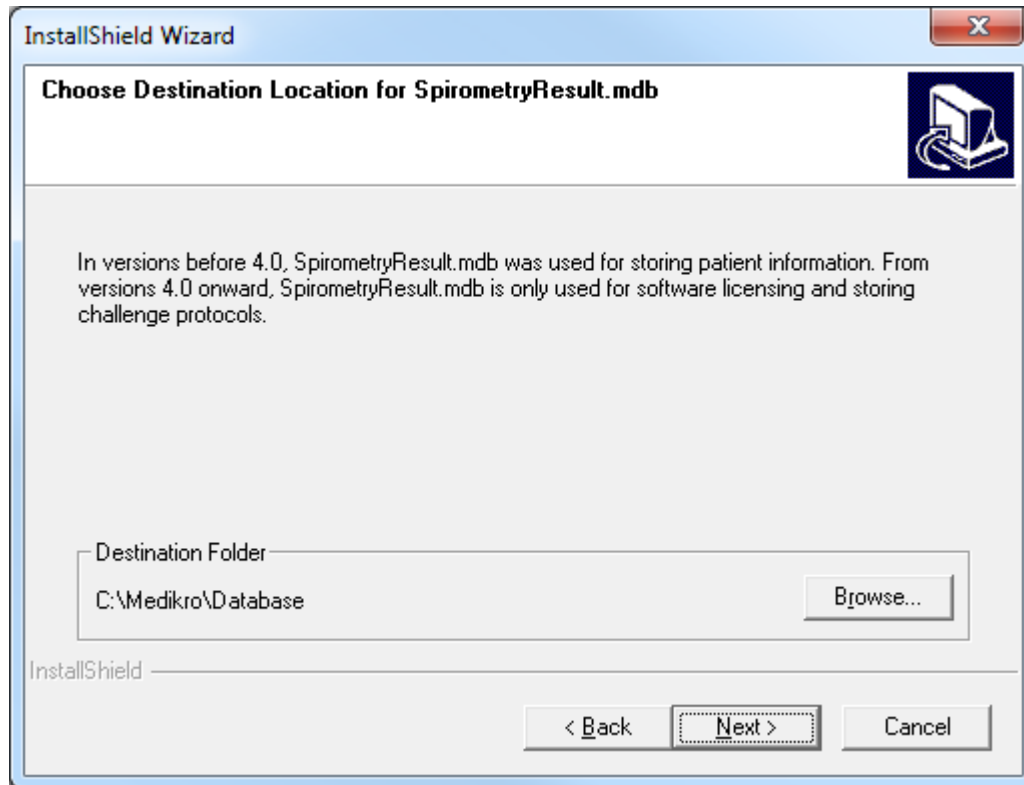 InstallShield Wizard
Choose Destination Location for SpirometryResult.mdb
In versions before 4.0, SpirometryResult.mdb was used for storing patient information. From
versions 4.0 onward, SpirometryResult.mdb is only used for software licensing and storing
challenge protocols.
Destination Folder
C:\Medikro\Database
Browse...
InstallShield
< Back
Next >
Cancel